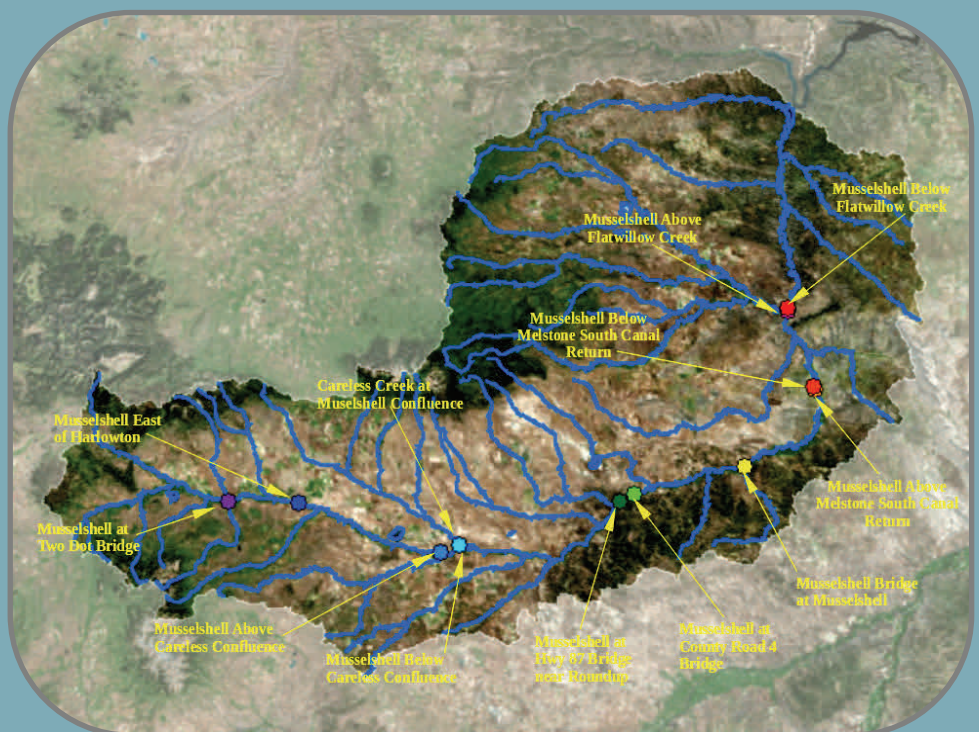 Musselshell Below
Flatwillow Creek
Musselshell Above
Flatwillow Creek
Musselshell Below
Melstone South Canal
Return
Careless Creek at
Muselshell Confluence
Musselshell East
of Harlowton
Musselshell at
Two Dot Bridge
Musselshell Above
Melstone South Canal
Return
Musselshell Bridge
at Musselshell
Musselshell Above
Careless Confluence
Musselshell Below
Careless Confluence
Musselshell at
Hwy 87 Bridge
near Roundup
Musselshell at
County Road 4
Bridge